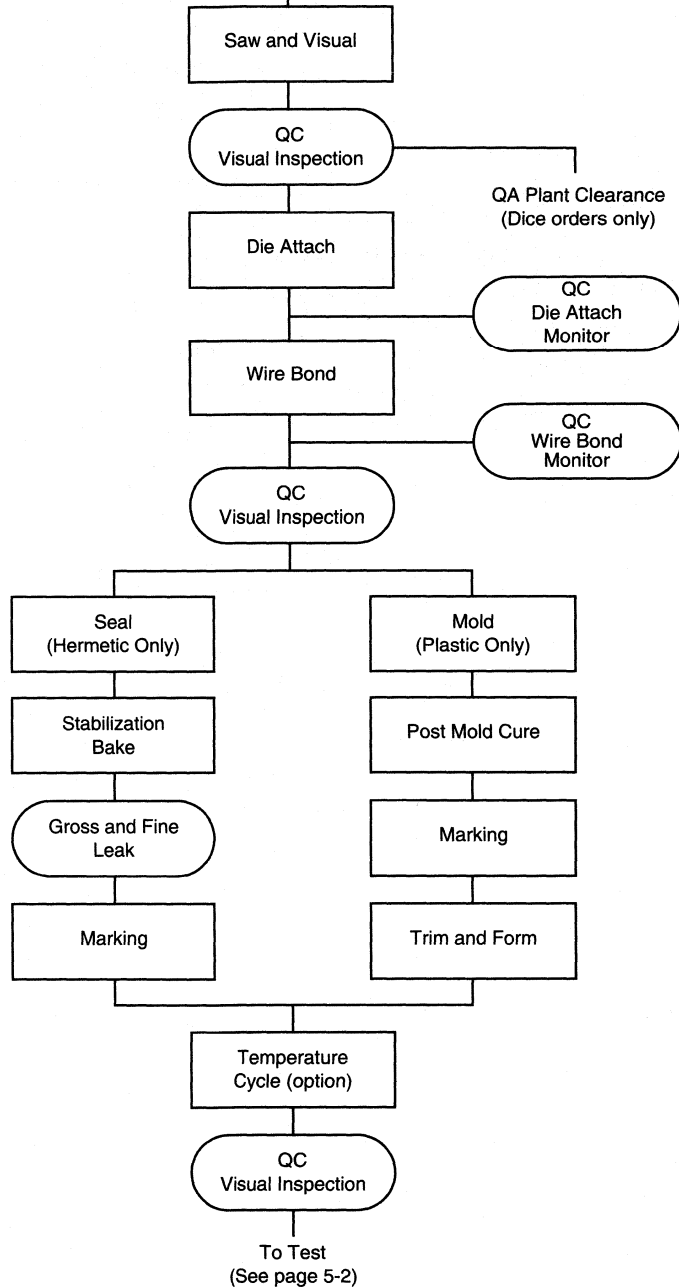 Saw and Visual
QC
Visual Inspection
QA Plant Clearance
(Dice orders only)
Die Attach
QC
Die Attach
Monitor
Wire Bond
QC
Wire Bond
Monitor
QC
Visual Inspection
Seal
(Hermetic Only)
Mold
(Plastic Only)
Stabilization
Bake
Post Mold Cure
Gross and Fine
Leak
Marking
Marking
Trim and Form
Temperature
Cycle (option)
QC
Visual Inspection
To Test
(See page 5-2)